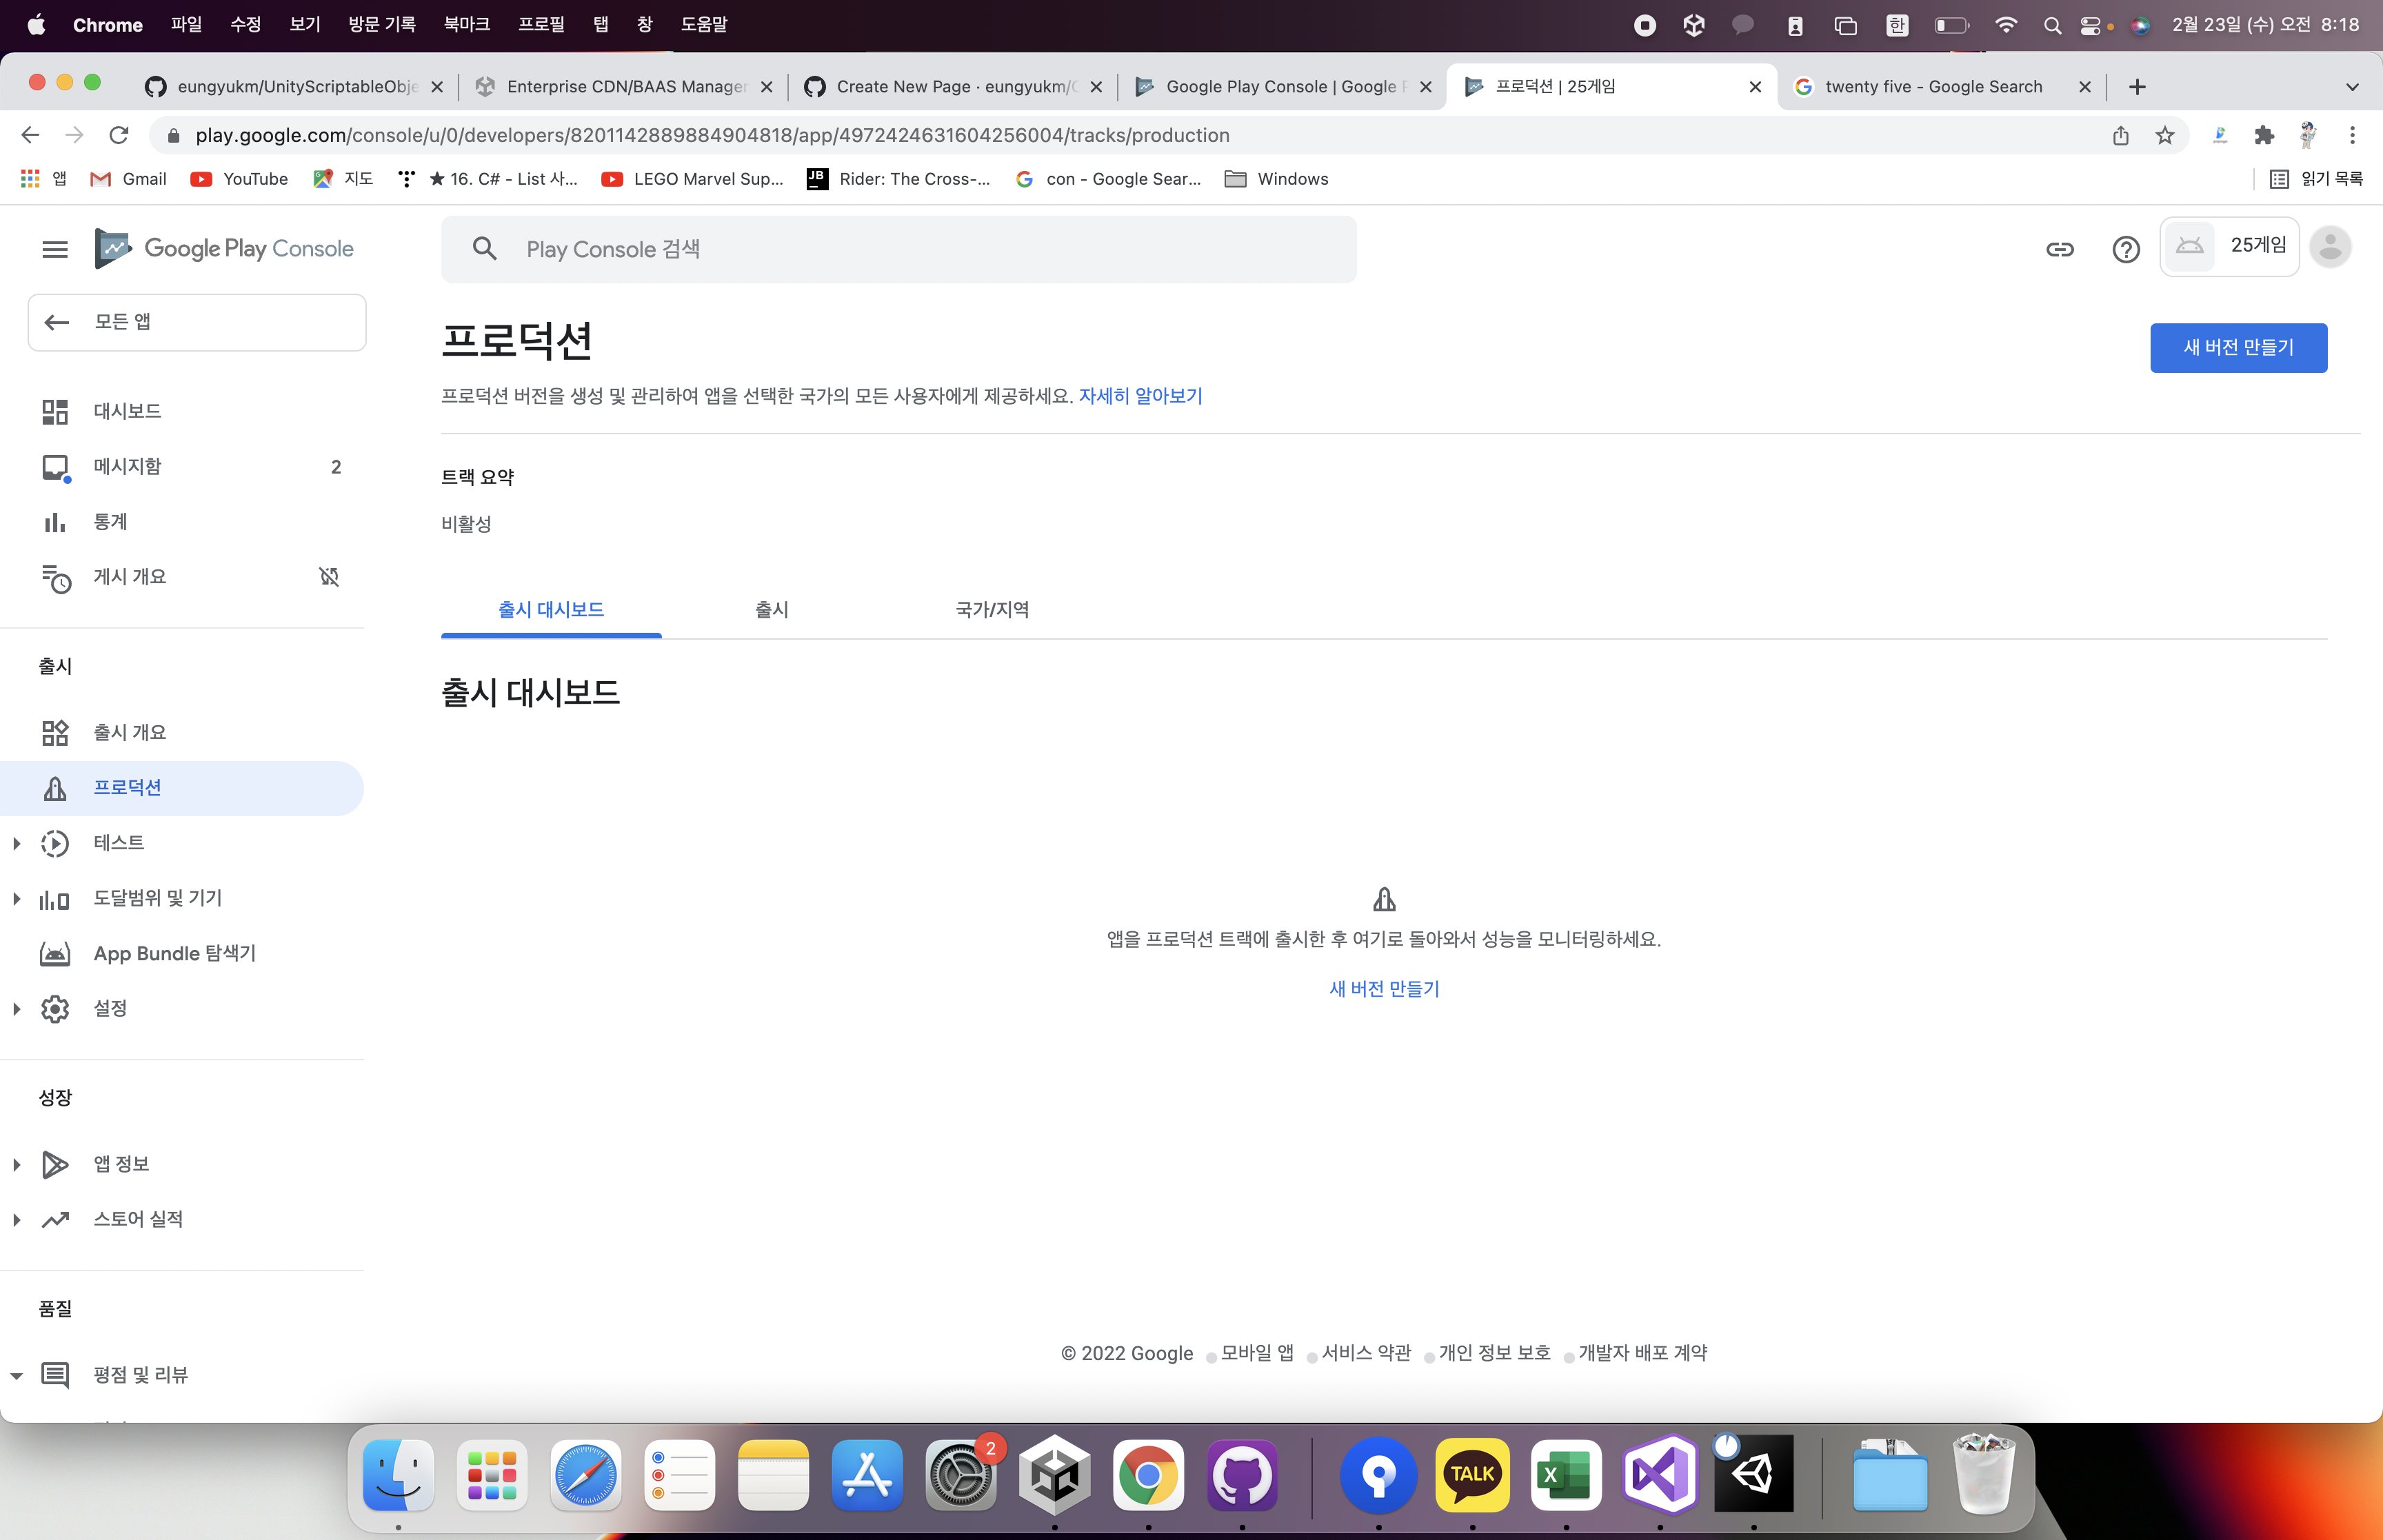 Chrome 파일 수정 보기 방문 기록 북마크 프로필 탭 창 도움말 한 2월 23일 (수) 오전 8:18
eungyukm/UnityScriptableObje Enterprise CDN/BAAS Manager Create New Page · eungyukm/C Google Play Console | Google P 프로덕션 | 25게임 twenty five - Google Search
play.google.com/console/u/0/developers/8201142889884904818/app/4972424631604256004/tracks/production
앱 Gmail YouTube 지도 ★ 16. C# - List 사... LEGO Marvel Sup... JB Rider: The Cross-... con - Google Sear... Windows 읽기 목록
Google Play Console
Play Console 검색
25게임
모든 앱
대시보드
메시지함 2
통계
게시 개요
출시
출시 개요
프로덕션
테스트
도달범위 및 기기
App Bundle 탐색기
설정
성장
앱 정보
스토어 실적
품질
평점 및 리뷰
프로덕션
새 버전 만들기
프로덕션 버전을 생성 및 관리하여 앱을 선택한 국가의 모든 사용자에게 제공하세요. 자세히 알아보기
트랙 요약
비활성
출시 대시보드 출시 국가/지역
출시 대시보드
앱을 프로덕션 트랙에 출시한 후 여기로 돌아와서 성능을 모니터링하세요.
새 버전 만들기
© 2022 Google 모바일 앱 서비스 약관 개인 정보 보호 개발자 배포 계약
2
TALK
X